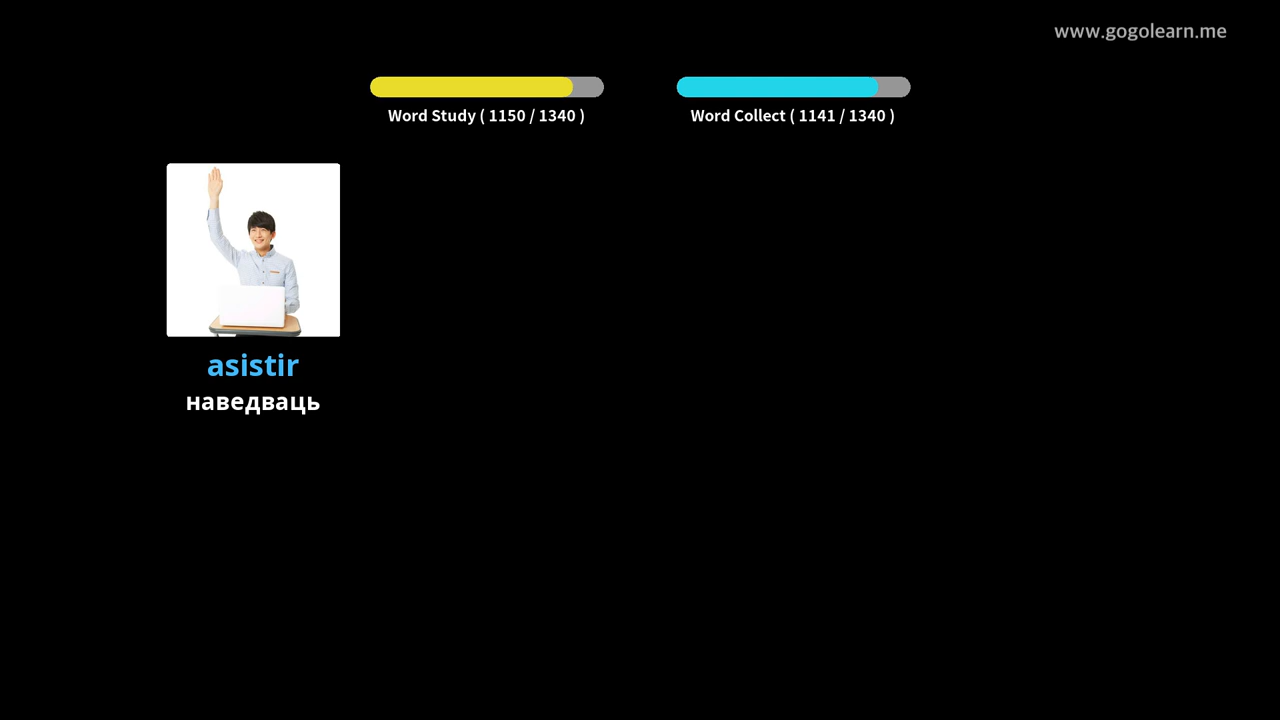 www.gogolearn.me
Word Study ( 1150 / 1340 )
Word Collect ( 1141 / 1340 )
asistir
наведваць